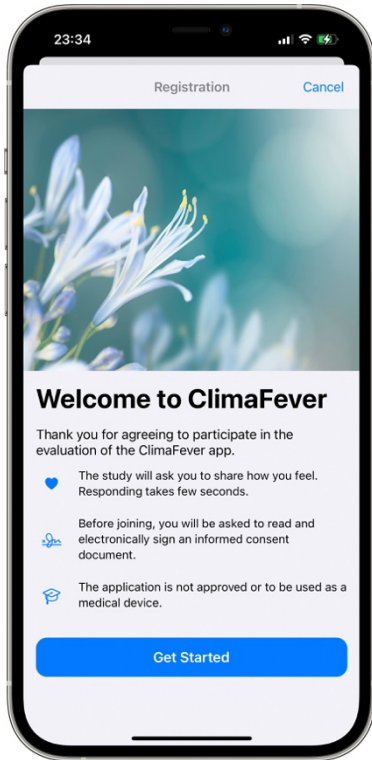 23:34
Registration
Cancel
Welcome to ClimaFever
Thank you for agreeing to participate in the
evaluation of the ClimaFever app.
The study will ask you to share how you feel.
Responding takes few seconds.
Before joining, you will be asked to read and
electronically sign an informed consent
document.
The application is not approved or to be used as a
medical device.
Get Started